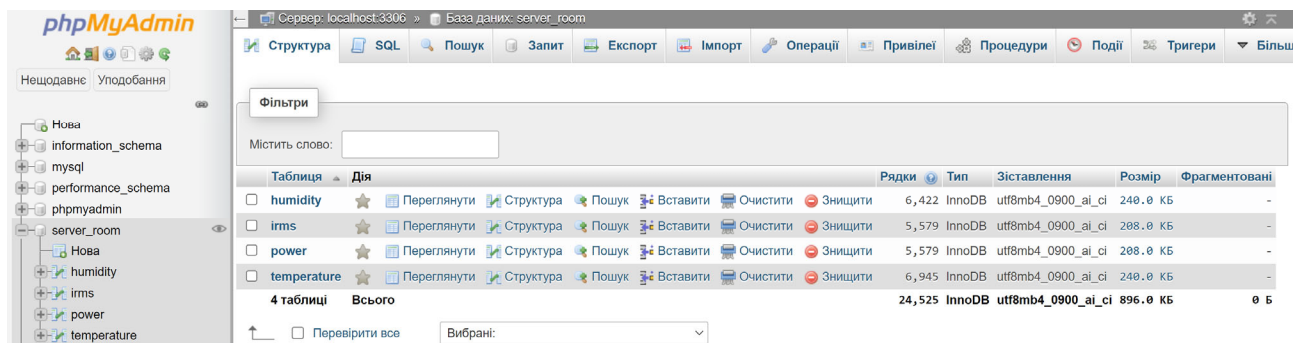 phpMyAdmin
Нещодавнє Уподобання
Нова
information_schema
mysql
performance_schema
phpmyadmin
server_room
Нова
humidity
irms
power
temperature
Сервер: localhost:3306 » База даних: server_room
Структура SQL Пошук Запит Експорт Імпорт Операції Привілеї Процедури Події Тригери Більш
Фільтри
Містить слово:
Таблиця Дія Рядки Тип Зіставлення Розмір Фрагментовані
humidity Переглянути Структура Пошук Вставити Очистити Знищити 6,422 InnoDB utf8mb4_0900_ai_ci 240.0 КБ -
irms Переглянути Структура Пошук Вставити Очистити Знищити 5,579 InnoDB utf8mb4_0900_ai_ci 208.0 КБ -
power Переглянути Структура Пошук Вставити Очистити Знищити 5,579 InnoDB utf8mb4_0900_ai_ci 208.0 КБ -
temperature Переглянути Структура Пошук Вставити Очистити Знищити 6,945 InnoDB utf8mb4_0900_ai_ci 240.0 КБ -
4 таблиці Всього 24,525 InnoDB utf8mb4_0900_ai_ci 896.0 КБ 0 Б
Перевірити все Вибрані: